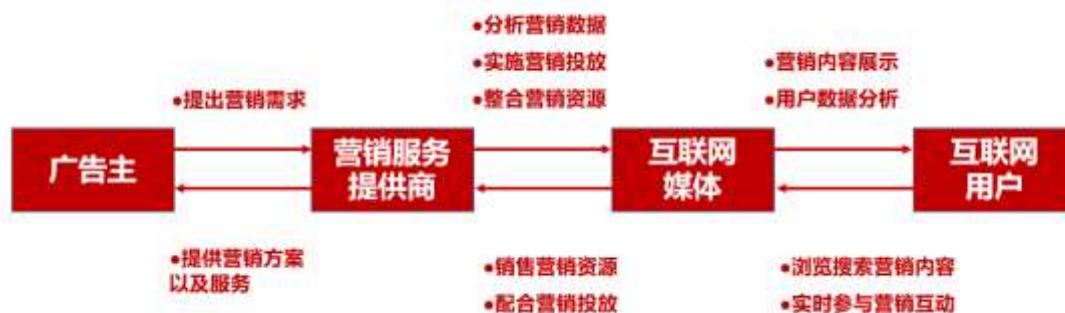 ●分析营销数据
●实施营销投放
●整合营销资源
●营销内容展示
●用户数据分析
●提出营销需求
广告主
营销服务
提供商
互联网
媒体
互联网
用户
●提供营销方案
以及服务
●销售营销资源
●配合营销投放
●浏览搜索营销内容
●实时参与营销互动